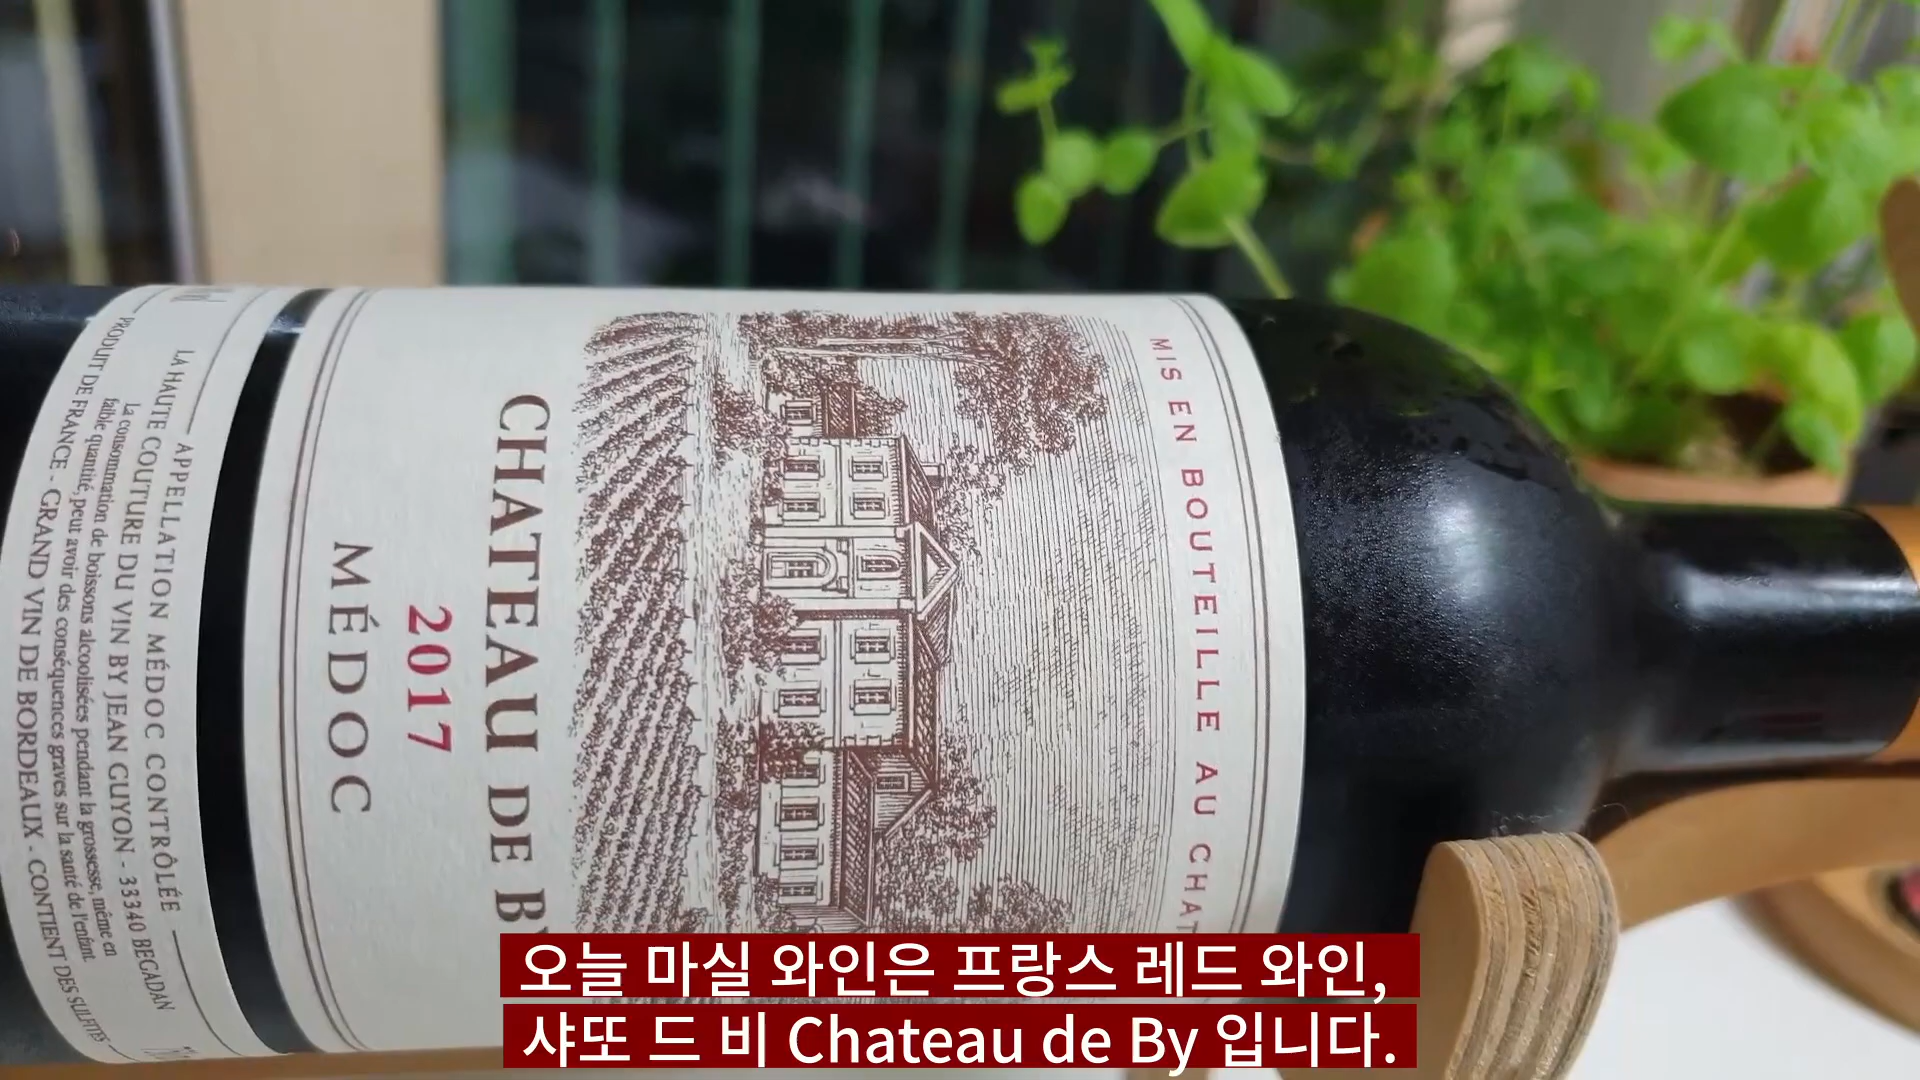 MIS EN BOUTEILLE AU CHAT
CHATEAU DE B
2017
MÉDOC
APPELLATION MÉDOC CONTRÔLÉE
LA HAUTE COUTURE DU VIN BY JEAN GUYON - 33340 BEGADAN
La consommation de boissons alcoolisées pendant la grossesse, même en
faible quantité, peut avoir des conséquences graves sur la santé de l'enfant
PRODUIT DE FRANCE - GRAND VIN DE BORDEAUX - CONTIENT DES SULFITES
오늘 마실 와인은 프랑스 레드 와인,
샤또 드 비 Chateau de By 입니다.